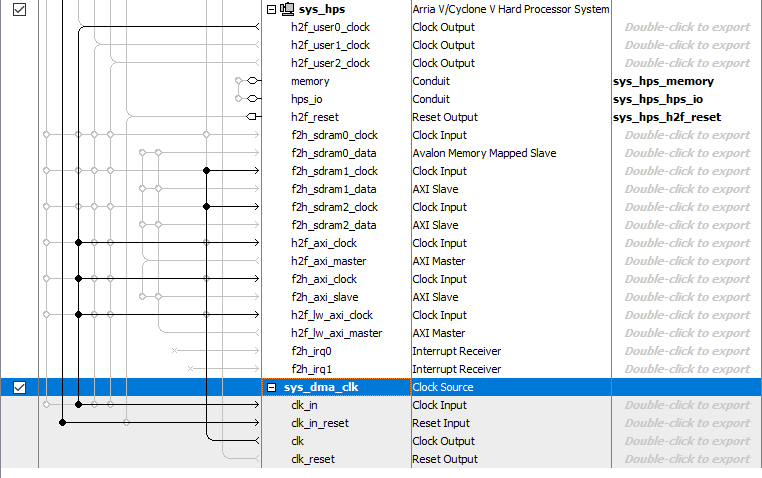 sys_hps Arria V/Cyclone V Hard Processor System
h2f_user0_clock Clock Output Double-click to export
h2f_user1_clock Clock Output Double-click to export
h2f_user2_clock Clock Output Double-click to export
memory Conduit sys_hps_memory
hps_io Conduit sys_hps_hps_io
h2f_reset Reset Output sys_hps_h2f_reset
f2h_sdram0_clock Clock Input Double-click to export
f2h_sdram0_data Avalon Memory Mapped Slave Double-click to export
f2h_sdram1_clock Clock Input Double-click to export
f2h_sdram1_data AXI Slave Double-click to export
f2h_sdram2_clock Clock Input Double-click to export
f2h_sdram2_data AXI Slave Double-click to export
h2f_axi_clock Clock Input Double-click to export
h2f_axi_master AXI Master Double-click to export
f2h_axi_clock Clock Input Double-click to export
f2h_axi_slave AXI Slave Double-click to export
h2f_lw_axi_clock Clock Input Double-click to export
h2f_lw_axi_master AXI Master Double-click to export
f2h_irq0 Interrupt Receiver Double-click to export
f2h_irq1 Interrupt Receiver Double-click to export
sys_dma_clk Clock Source
clk_in Clock Input Double-click to export
clk_in_reset Reset Input Double-click to export
clk Clock Output Double-click to export
clk_reset Reset Output Double-click to export